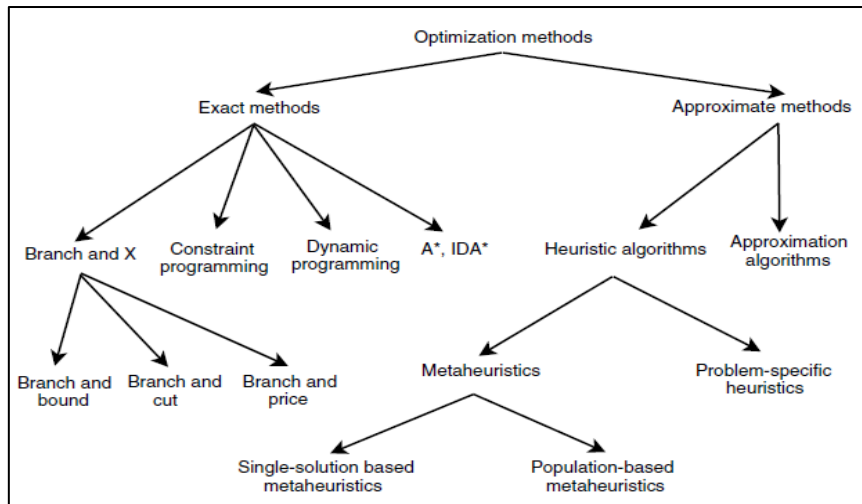 Optimization methods
Exact methods
Approximate methods
Branch and X
Constraint
programming
Dynamic
programming
A*, IDA*
Heuristic algorithms
Approximation
algorithms
Branch and
bound
Branch and
cut
Branch and
price
Metaheuristics
Problem-specific
heuristics
Single-solution based
metaheuristics
Population-based
metaheuristics